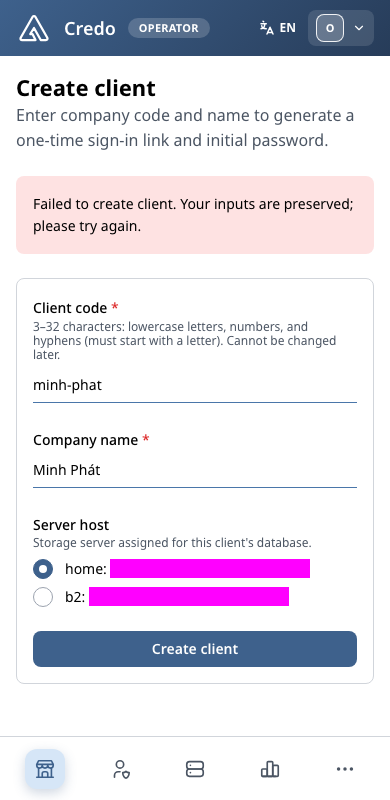 Credo
OPERATOR
EN
O
Create client
Enter company code and name to generate a
one-time sign-in link and initial password.
Failed to create client. Your inputs are preserved;
please try again.
Client code *
3–32 characters: lowercase letters, numbers, and
hyphens (must start with a letter). Cannot be changed
later.
minh-phat
Company name *
Minh Phát
Server host
Storage server assigned for this client's database.
home:
b2:
Create client